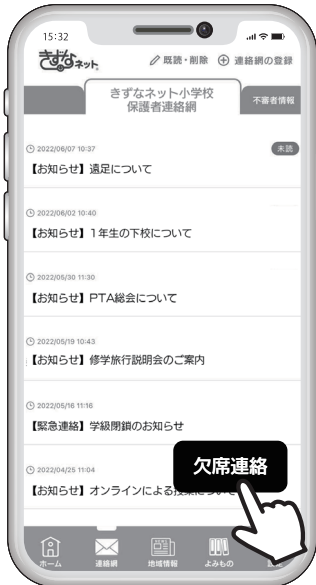 15:32
きずなネット
既読・削除
連絡網の登録
きずなネット小学校
保護者連絡網
不審者情報
2022/06/07 10:37
未読
【お知らせ】遠足について
2022/06/02 10:40
【お知らせ】1年生の下校について
2022/05/30 11:30
【お知らせ】PTA総会について
2022/05/19 10:43
【お知らせ】修学旅行説明会のご案内
2022/05/16 11:16
【緊急連絡】学級閉鎖のお知らせ
欠席連絡
2022/04/25 11:04
【お知らせ】オンラインによる授業について
ホーム
連絡網
地域情報
よみもの